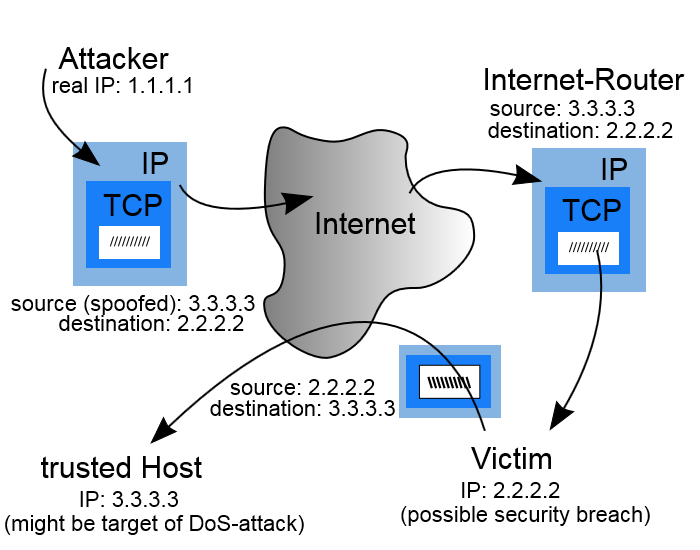 Attacker
real IP: 1.1.1.1
IP
TCP
//////////
source (spoofed): 3.3.3.3
destination: 2.2.2.2
Internet
Internet-Router
source: 3.3.3.3
destination: 2.2.2.2
IP
TCP
//////////
source: 2.2.2.2
destination: 3.3.3.3
\\\\\\\\\\
trusted Host
IP: 3.3.3.3
(might be target of DoS-attack)
Victim
IP: 2.2.2.2
(possible security breach)